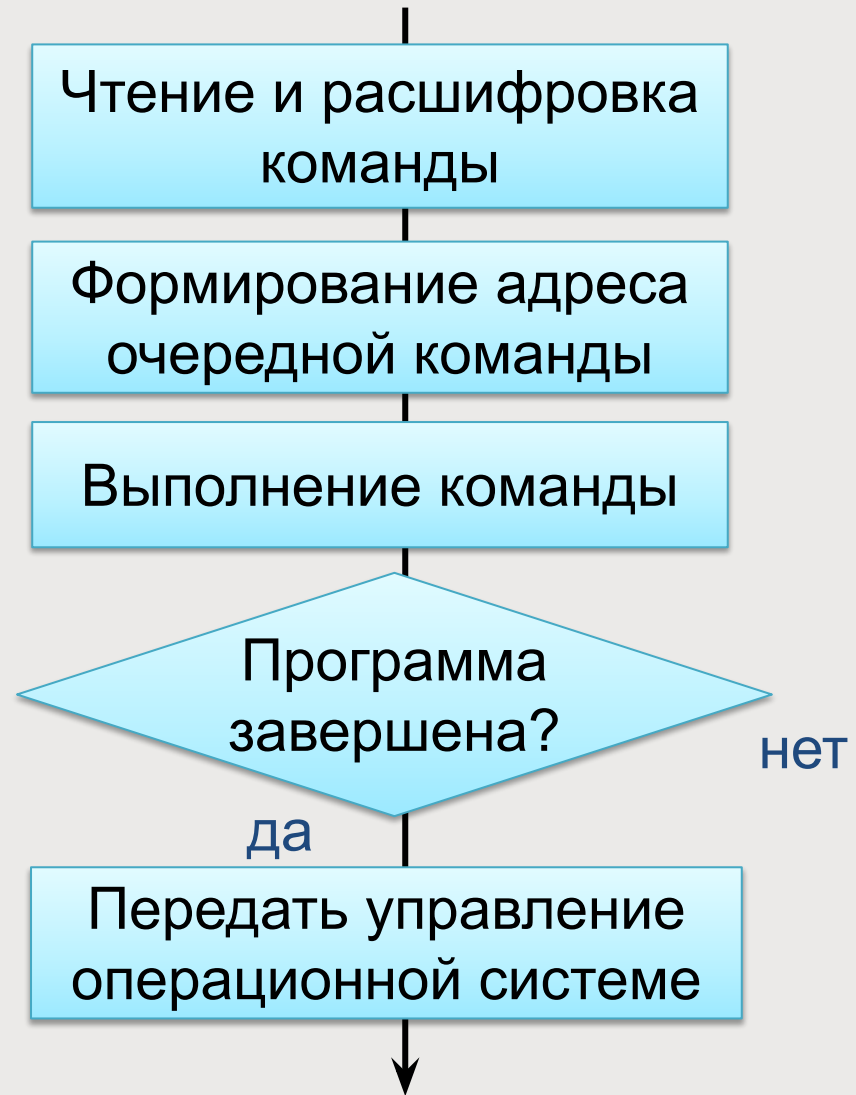 Чтение и расшифровка
команды
Формирование адреса
очередной команды
Выполнение команды
Программа
завершена?
нет
да
Передать управление
операционной системе